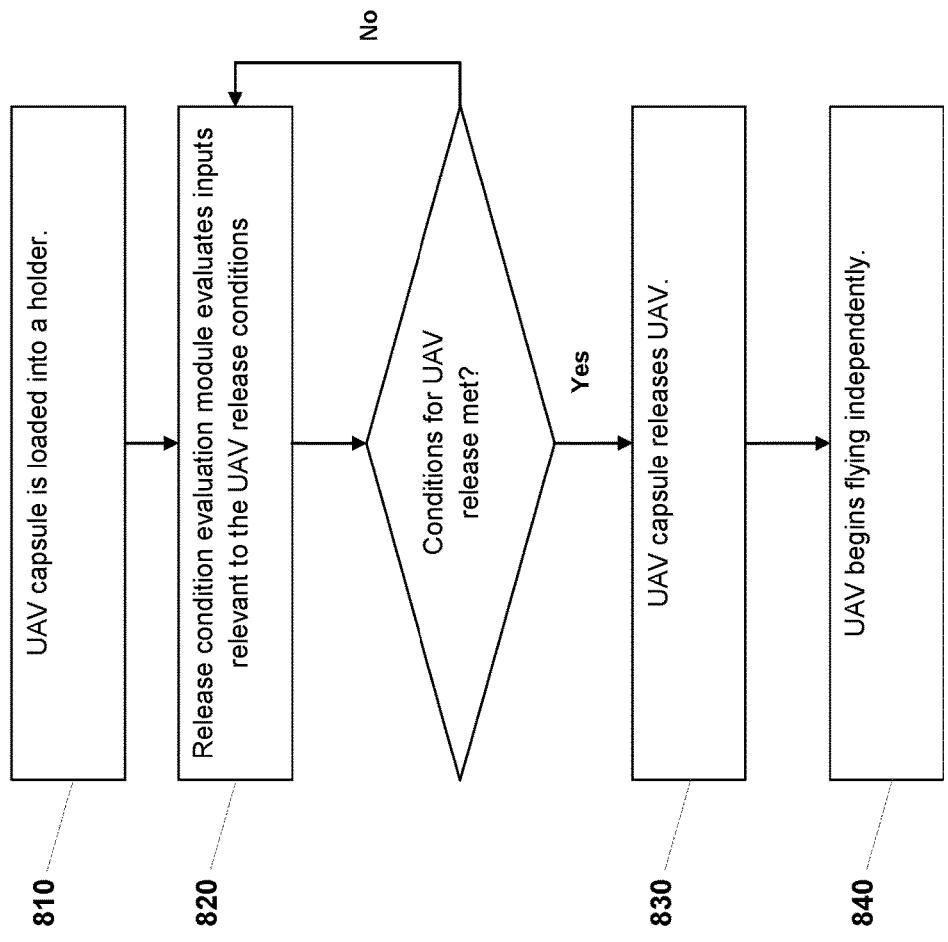 810
UAV capsule is loaded into a holder.
820
Release condition evaluation module evaluates inputs
relevant to the UAV release conditions
No
Conditions for UAV
release met?
Yes
830
UAV capsule releases UAV.
840
UAV begins flying independently.